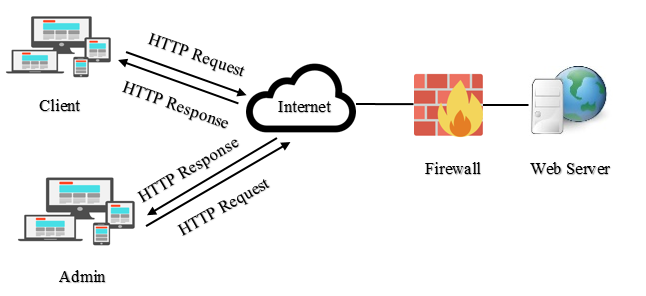 HTTP Request
HTTP Response
Client
Internet
Firewall
Web Server
HTTP Response
HTTP Request
Admin